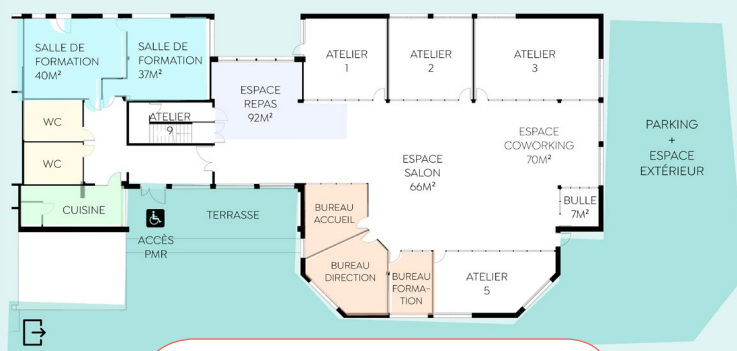 SALLE DE
FORMATION
40M²
SALLE DE
FORMATION
37M²
ATELIER
1
ATELIER
2
ATELIER
3
ESPACE
REPAS
92M²
WC
ATELIER
9
WC
ESPACE
COWORKING
70M²
PARKING
+
ESPACE
EXTÉRIEUR
ESPACE
SALON
66M²
CUISINE
TERRASSE
BUREAU
ACCUEIL
BULLE
7M²
ACCÈS
PMR
BUREAU
DIRECTION
BUREAU
FORMA-
TION
ATELIER
5